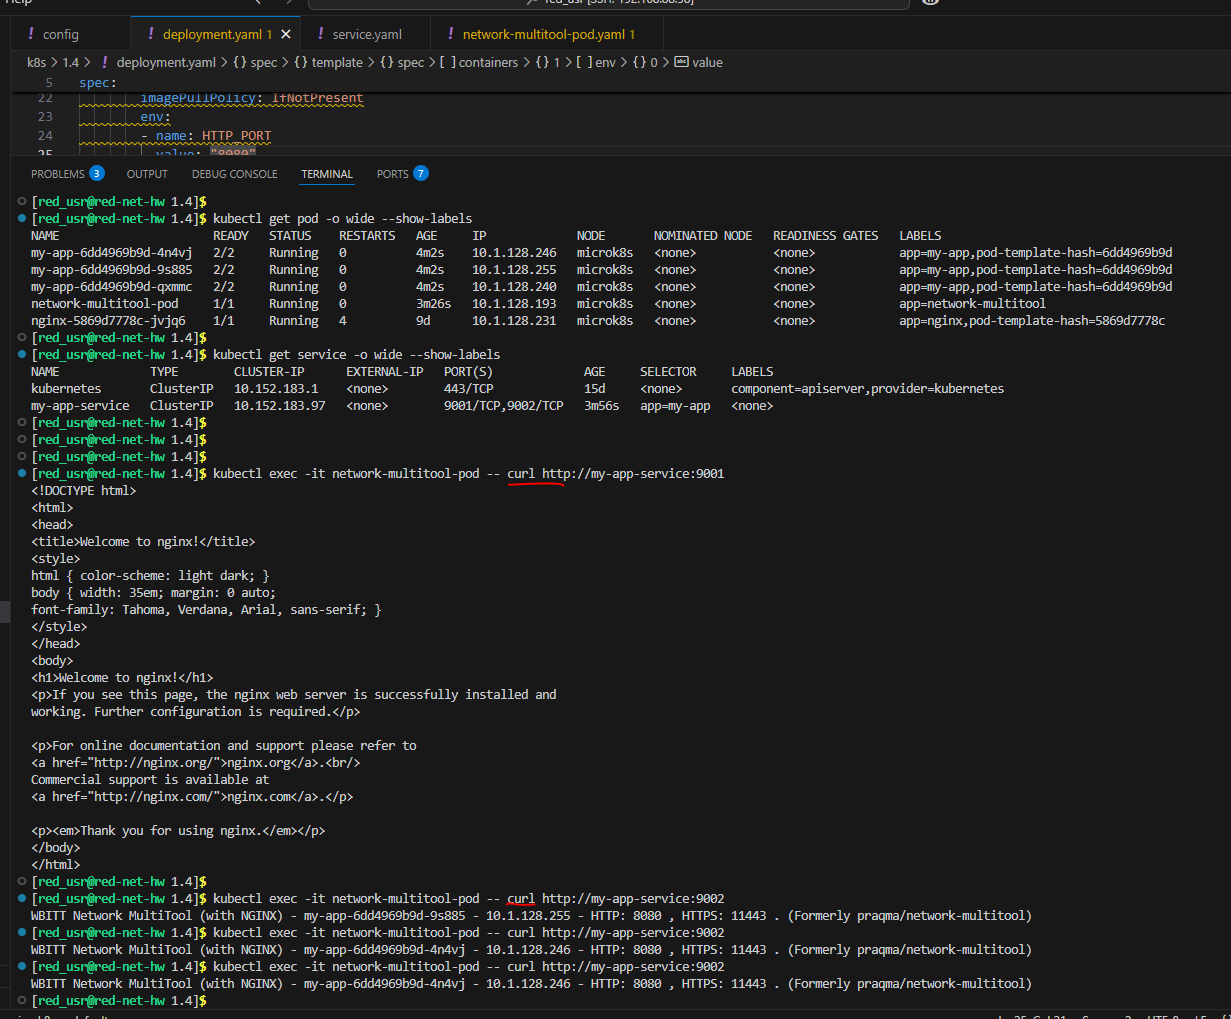 Help
red_usr [SSH: 192.168.88.98]
! config
! deployment.yaml 1 ✕
! service.yaml
! network-multitool-pod.yaml 1
k8s > 1.4 > ! deployment.yaml > {} spec > {} template > {} spec > [ ] containers > {} 1 > [ ] env > {} 0 > abc value
5 spec:
22 imagePullPolicy: IfNotPresent
23 env:
24 - name: HTTP_PORT
25 value: "8080"
PROBLEMS 3 OUTPUT DEBUG CONSOLE TERMINAL PORTS 7
[red_usr@red-net-hw 1.4]$
[red_usr@red-net-hw 1.4]$ kubectl get pod -o wide --show-labels
NAME READY STATUS RESTARTS AGE IP NODE NOMINATED NODE READINESS GATES LABELS
my-app-6dd4969b9d-4n4vj 2/2 Running 0 4m2s 10.1.128.246 microk8s <none> <none> app=my-app,pod-template-hash=6dd4969b9d
my-app-6dd4969b9d-9s885 2/2 Running 0 4m2s 10.1.128.255 microk8s <none> <none> app=my-app,pod-template-hash=6dd4969b9d
my-app-6dd4969b9d-qxmmc 2/2 Running 0 4m2s 10.1.128.240 microk8s <none> <none> app=my-app,pod-template-hash=6dd4969b9d
network-multitool-pod 1/1 Running 0 3m26s 10.1.128.193 microk8s <none> <none> app=network-multitool
nginx-5869d7778c-jvjq6 1/1 Running 4 9d 10.1.128.231 microk8s <none> <none> app=nginx,pod-template-hash=5869d7778c
[red_usr@red-net-hw 1.4]$
[red_usr@red-net-hw 1.4]$ kubectl get service -o wide --show-labels
NAME TYPE CLUSTER-IP EXTERNAL-IP PORT(S) AGE SELECTOR LABELS
kubernetes ClusterIP 10.152.183.1 <none> 443/TCP 15d <none> component=apiserver,provider=kubernetes
my-app-service ClusterIP 10.152.183.97 <none> 9001/TCP,9002/TCP 3m56s app=my-app <none>
[red_usr@red-net-hw 1.4]$
[red_usr@red-net-hw 1.4]$
[red_usr@red-net-hw 1.4]$
[red_usr@red-net-hw 1.4]$ kubectl exec -it network-multitool-pod -- curl http://my-app-service:9001
<!DOCTYPE html>
<html>
<head>
<title>Welcome to nginx!</title>
<style>
html { color-scheme: light dark; }
body { width: 35em; margin: 0 auto;
font-family: Tahoma, Verdana, Arial, sans-serif; }
</style>
</head>
<body>
<h1>Welcome to nginx!</h1>
<p>If you see this page, the nginx web server is successfully installed and
working. Further configuration is required.</p>
<p>For online documentation and support please refer to
<a href="http://nginx.org/">nginx.org</a>.<br/>
Commercial support is available at
<a href="http://nginx.com/">nginx.com</a>.</p>
<p><em>Thank you for using nginx.</em></p>
</body>
</html>
[red_usr@red-net-hw 1.4]$
[red_usr@red-net-hw 1.4]$ kubectl exec -it network-multitool-pod -- curl http://my-app-service:9002
WBITT Network MultiTool (with NGINX) - my-app-6dd4969b9d-9s885 - 10.1.128.255 - HTTP: 8080 , HTTPS: 11443 . (Formerly praqma/network-multitool)
[red_usr@red-net-hw 1.4]$ kubectl exec -it network-multitool-pod -- curl http://my-app-service:9002
WBITT Network MultiTool (with NGINX) - my-app-6dd4969b9d-4n4vj - 10.1.128.246 - HTTP: 8080 , HTTPS: 11443 . (Formerly praqma/network-multitool)
[red_usr@red-net-hw 1.4]$ kubectl exec -it network-multitool-pod -- curl http://my-app-service:9002
WBITT Network MultiTool (with NGINX) - my-app-6dd4969b9d-4n4vj - 10.1.128.246 - HTTP: 8080 , HTTPS: 11443 . (Formerly praqma/network-multitool)
[red_usr@red-net-hw 1.4]$